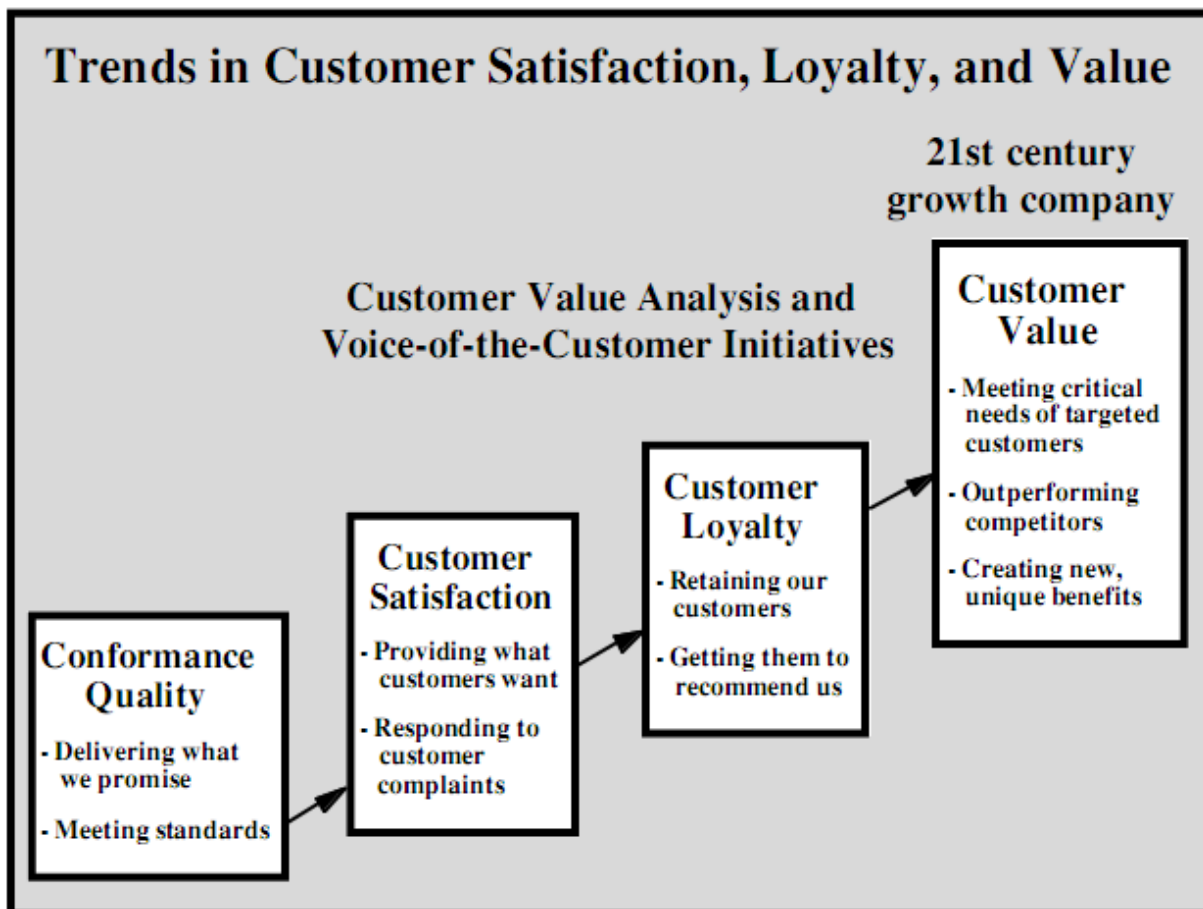 Trends in Customer Satisfaction, Loyalty, and Value
21st century
growth company
Customer Value Analysis and
Voice-of-the-Customer Initiatives
Conformance
Quality
- Delivering what
we promise
- Meeting standards
Customer
Satisfaction
- Providing what
customers want
- Responding to
customer
complaints
Customer
Loyalty
- Retaining our
customers
- Getting them to
recommend us
Customer
Value
- Meeting critical
needs of targeted
customers
- Outperforming
competitors
- Creating new,
unique benefits